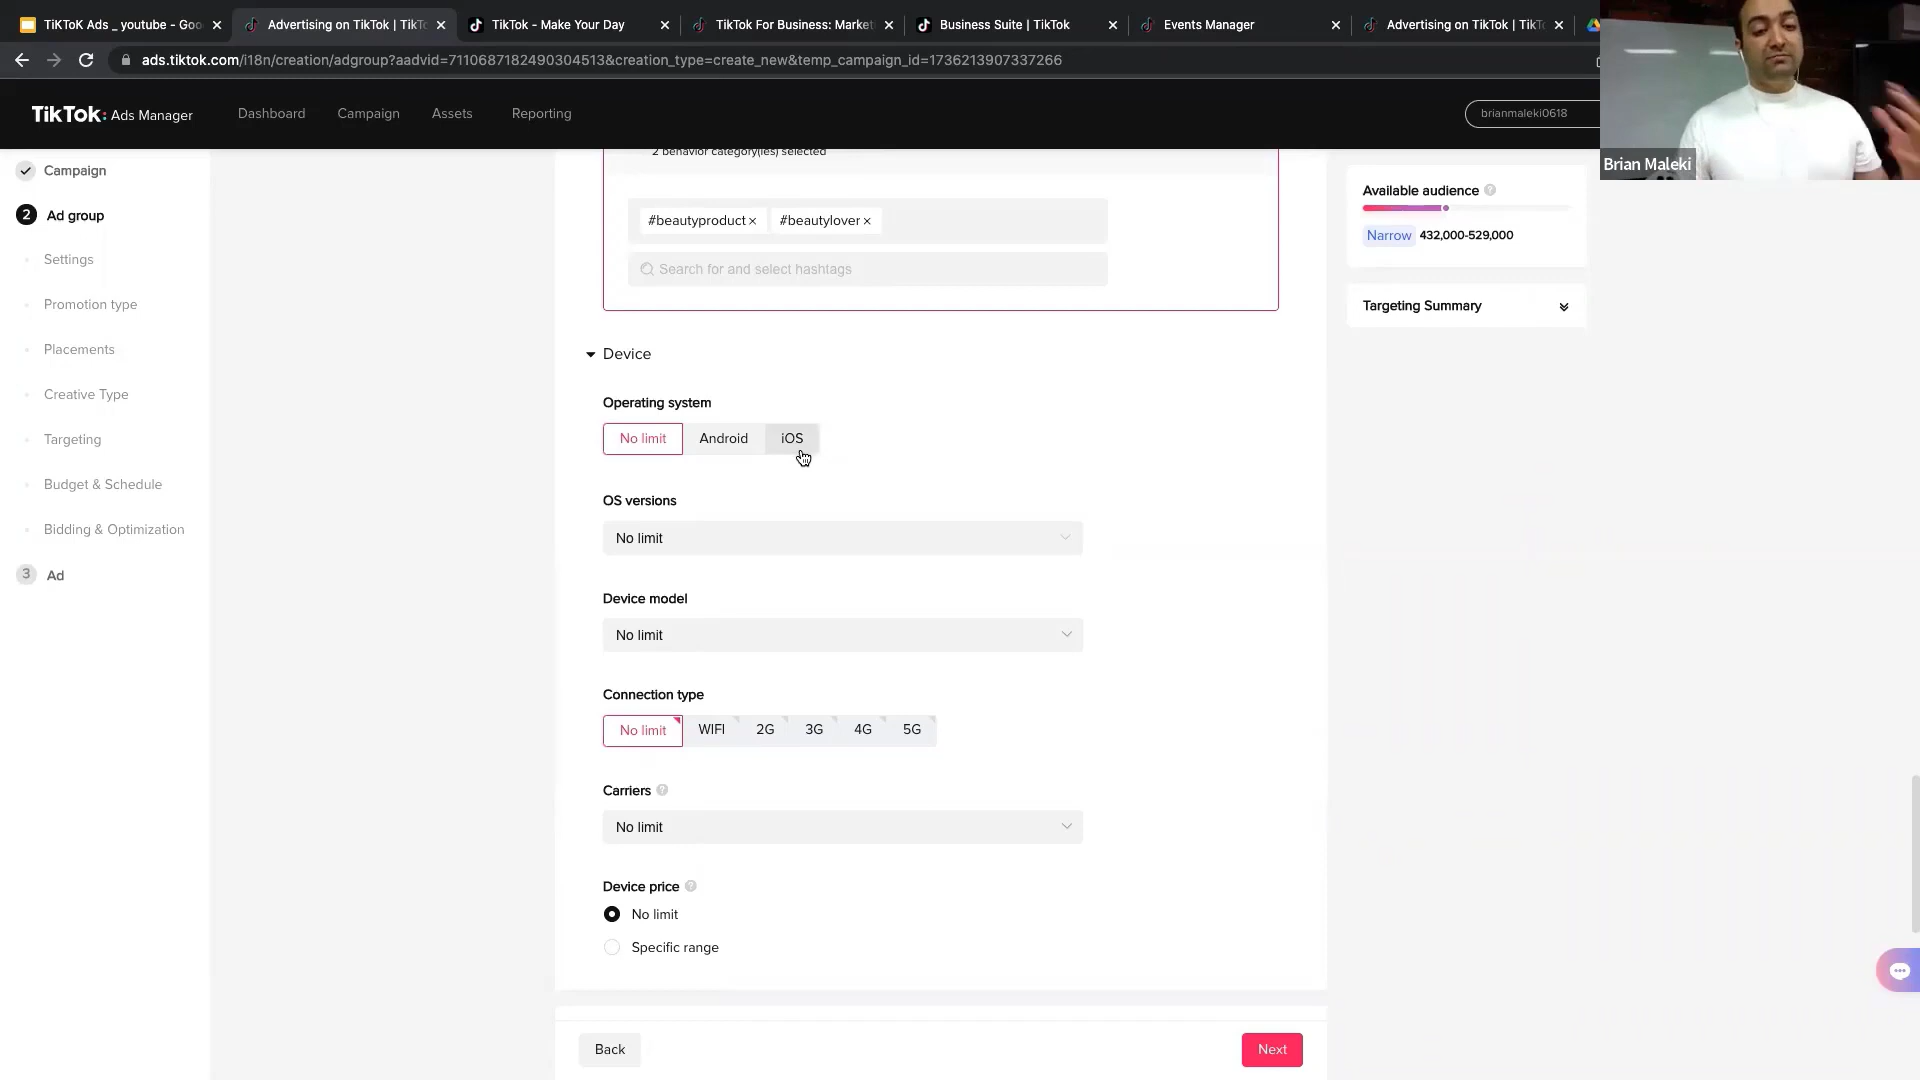 TiKToK Ads _ youtube - Goo
Advertising on TikTok | TikT
TikTok - Make Your Day
TikTok For Business: Market
Business Suite | TikTok
Events Manager
Advertising on TikTok | TikT
ads.tiktok.com/i18n/creation/adgroup?aadvid=7110687182490304513&creation_type=create_new&temp_campaign_id=1736213907337266
TikTok: Ads Manager
Dashboard
Campaign
Assets
Reporting
brianmaleki0618
Brian Maleki
Campaign
2 Ad group
Settings
Promotion type
Placements
Creative Type
Targeting
Budget & Schedule
Bidding & Optimization
3 Ad
2 behavior category(ies) selected
#beautyproduct × #beautylover ×
Search for and select hashtags
Device
Operating system
No limit Android iOS
OS versions
No limit
Device model
No limit
Connection type
No limit WIFI 2G 3G 4G 5G
Carriers ?
No limit
Device price ?
No limit
Specific range
Back
Next
Available audience ?
Narrow 432,000-529,000
Targeting Summary